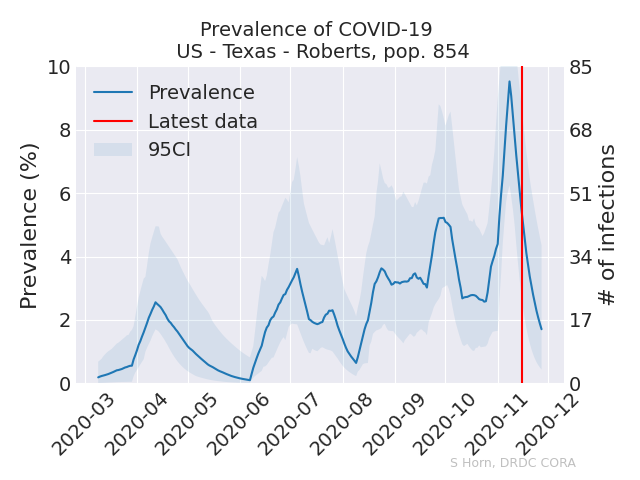 Prevalence of COVID-19
US - Texas - Roberts, pop. 854
Prevalence (%)
10
8
6
4
2
0
Prevalence
Latest data
95CI
85
68
51
34
17
0
# of infections
2020-03
2020-04
2020-05
2020-06
2020-07
2020-08
2020-09
2020-10
2020-11
2020-12
S Horn, DRDC CORA